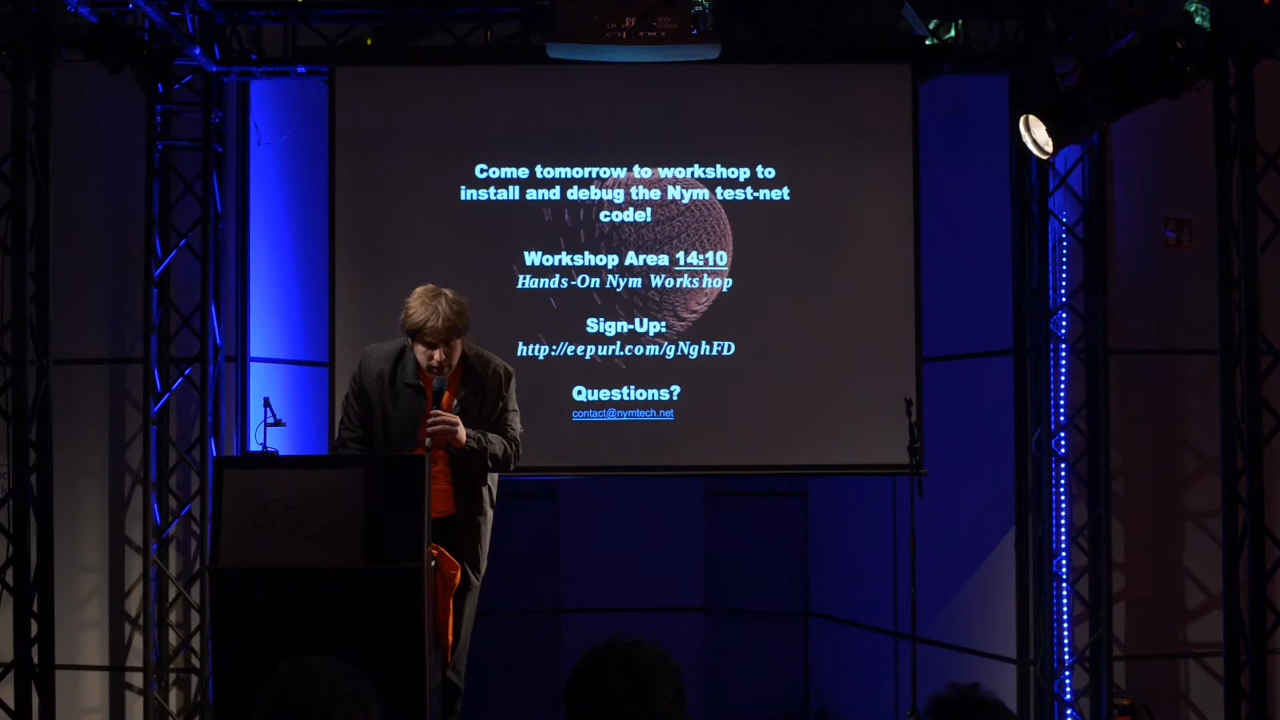 Come tomorrow to workshop to
install and debug the Nym test-net
code!
Workshop Area 14:10
Hands-On Nym Workshop
Sign-Up:
http://eepurl.com/gNghFD
Questions?
contact@nymtech.net